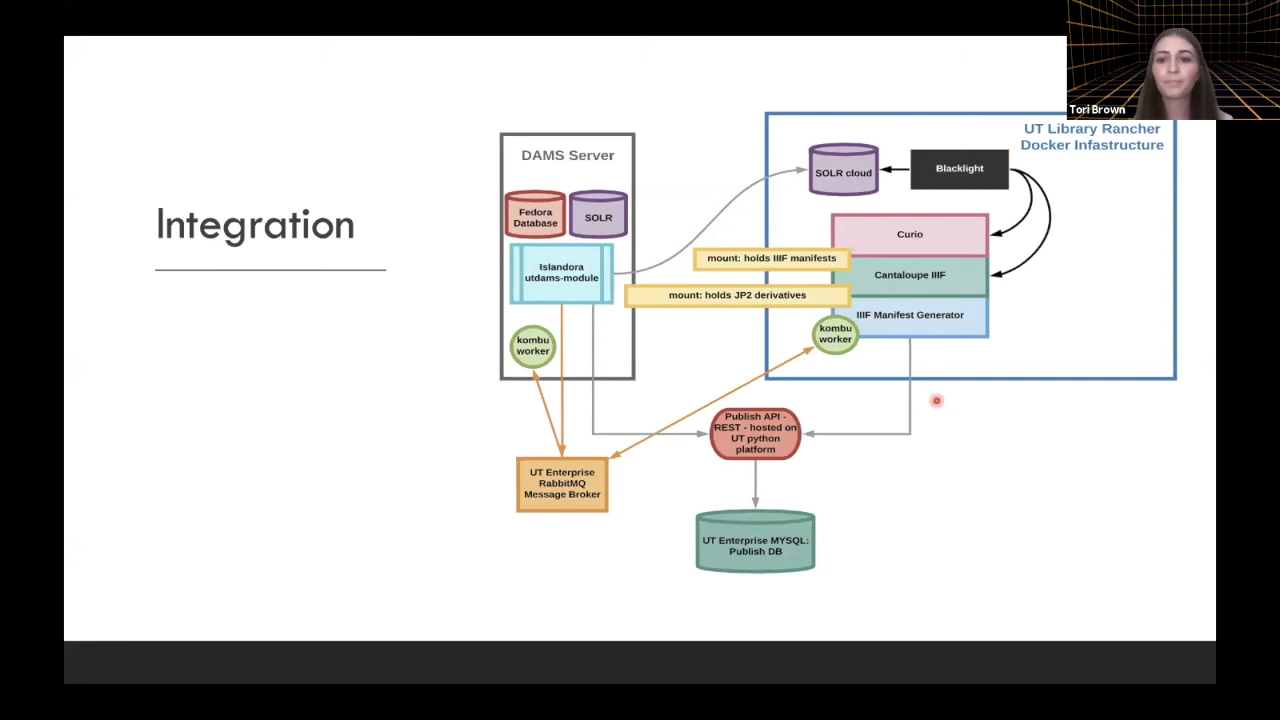 Tori Brown
UT Library Rancher
Docker Infastructure
DAMS Server
SOLR cloud
Blacklight
Fedora
Database
SOLR
Integration
Curio
mount: holds IIIF manifests
Islandora
utdams-module
Cantaloupe IIIF
mount: holds JP2 derivatives
IIIF Manifest Generator
kombu
worker
kombu
worker
Publish API -
REST - hosted on
UT python
platform
UT Enterprise
RabbitMQ
Message Broker
UT Enterprise MYSQL:
Publish DB